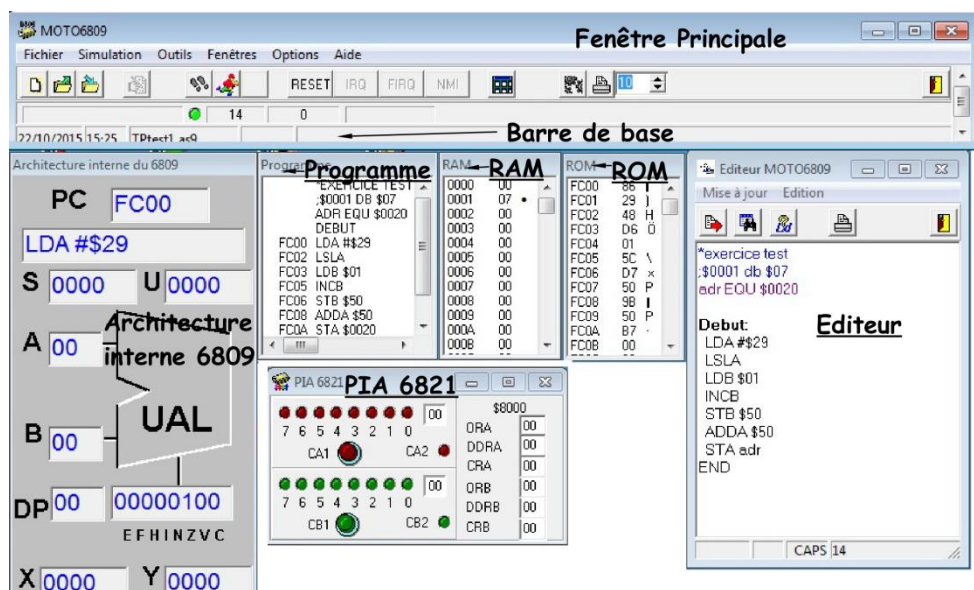 MOTO6809
Fichier Simulation Outils Fenêtres Options Aide
Fenêtre Principale
RESET IRQ FIRQ NMI 10
14 0
22/10/2015 15:25 TPtest1.as9
Barre de base
Architecture interne du 6809
PC FC00
LDA #$29
S 0000 U 0000
A 00
Architecture
interne 6809
UAL
B 00
DP 00 00000100
E F H I N Z V C
X 0000 Y 0000
Programme
Programme
*EXERCICE TEST
;$0001 DB $07
ADR EQU $0020
DEBUT
FC00 LDA #$29
FC02 LSLA
FC03 LDB $01
FC05 INCB
FC06 STB $50
FC08 ADDA $50
FC0A STA $0020
RAM
RAM
0000 00
0001 07 •
0002 00
0003 00
0004 00
0005 00
0006 00
0007 00
0008 00
0009 00
000A 00
000B 00
ROM
ROM
FC00 86
FC01 29 )
FC02 48 H
FC03 D6 Ö
FC04 01
FC05 5C \
FC06 D7 ×
FC07 50 P
FC08 9B
FC09 50 P
FC0A B7 ·
FC0B 00
PIA 6821
PIA 6821
00
7 6 5 4 3 2 1 0
CA1 CA2
00
7 6 5 4 3 2 1 0
CB1 CB2
$8000
ORA 00
DDRA 00
CRA 00
ORB 00
DDRB 00
CRB 00
Editeur MOTO6809
Mise à jour Edition
*exercice test
;$0001 db $07
adr EQU $0020
Debut:
LDA #$29
LSLA
LDB $01
INCB
STB $50
ADDA $50
STA adr
END
Editeur
CAPS 14